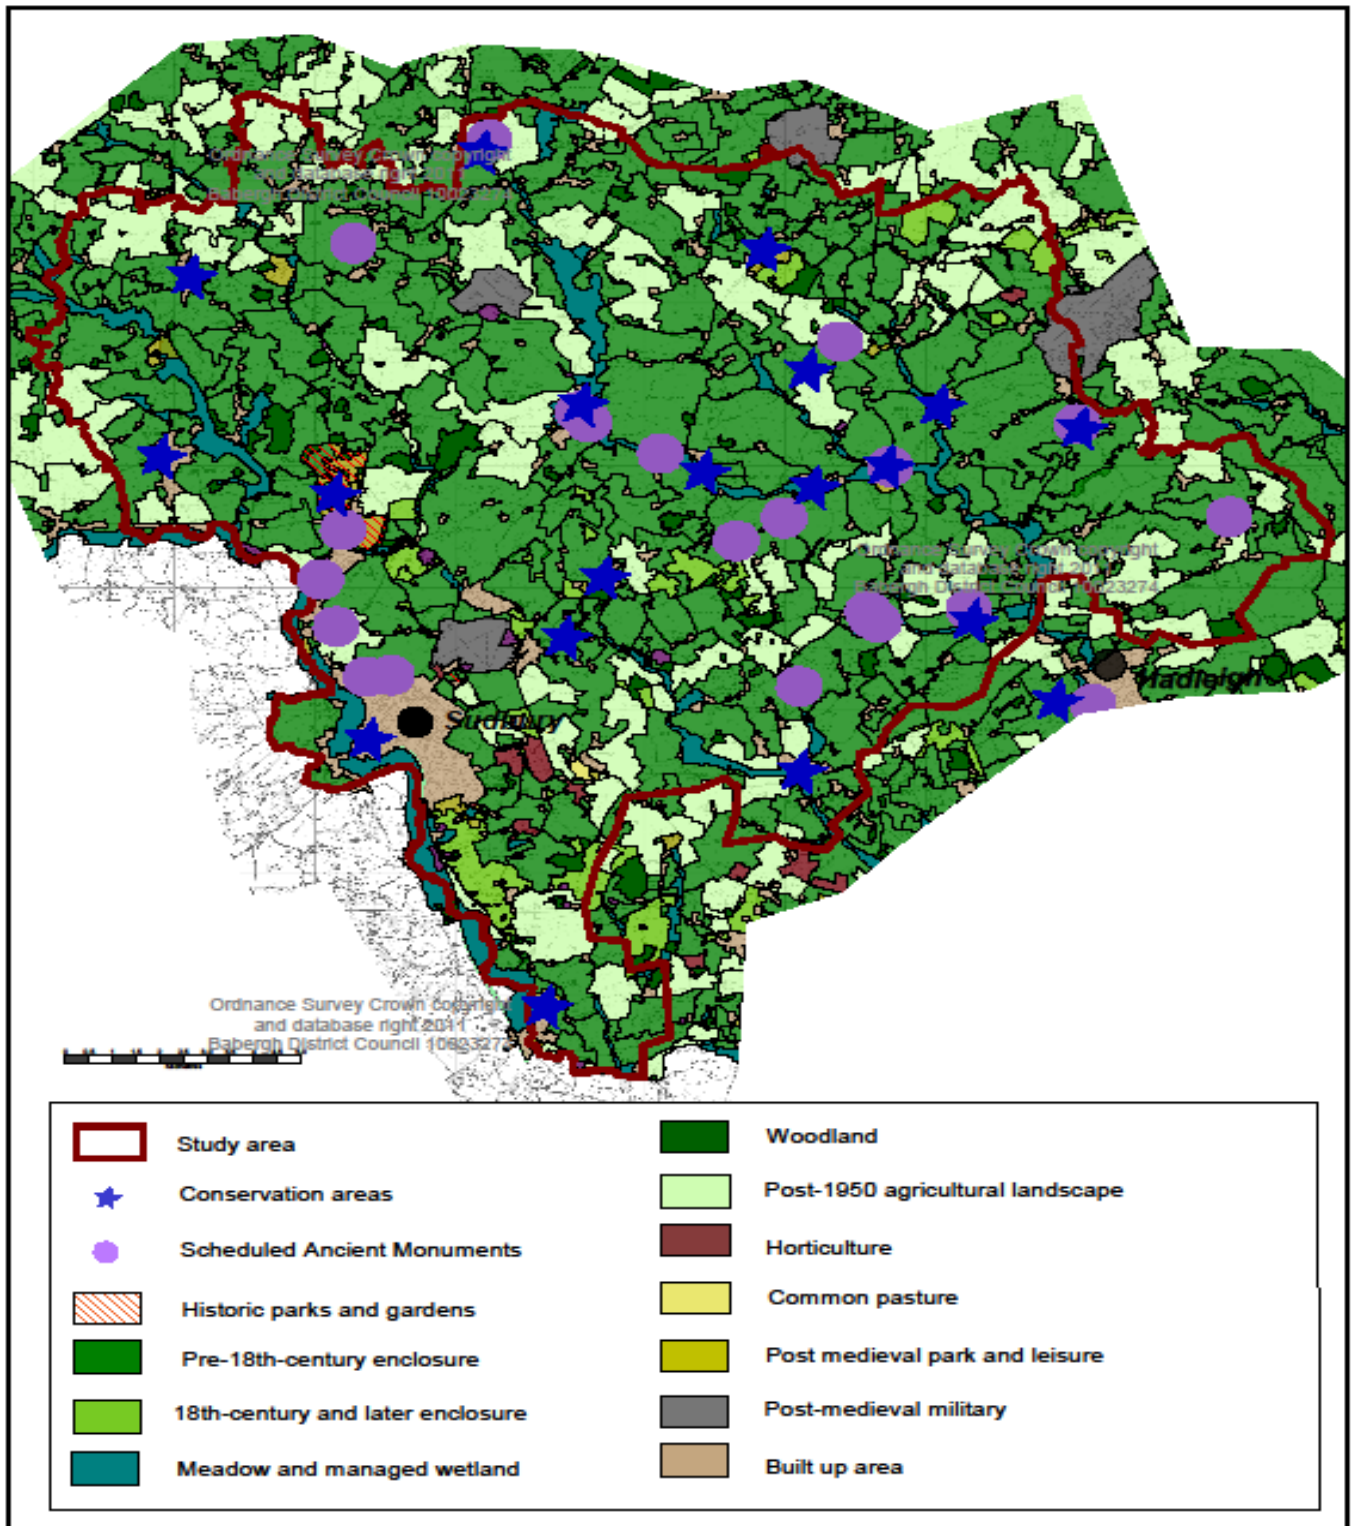 Ordnance Survey Crown copyright
and database right 2011
Babergh District Council 10023274
Ordnance Survey Crown copyright
and database right 2011
Babergh District Council 10023274
Hadleigh
Sudbury
Ordnance Survey Crown copyright
and database right 2011
Babergh District Council 10023274
Study area
Conservation areas
Scheduled Ancient Monuments
Historic parks and gardens
Pre-18th-century enclosure
18th-century and later enclosure
Meadow and managed wetland
Woodland
Post-1950 agricultural landscape
Horticulture
Common pasture
Post medieval park and leisure
Post-medieval military
Built up area